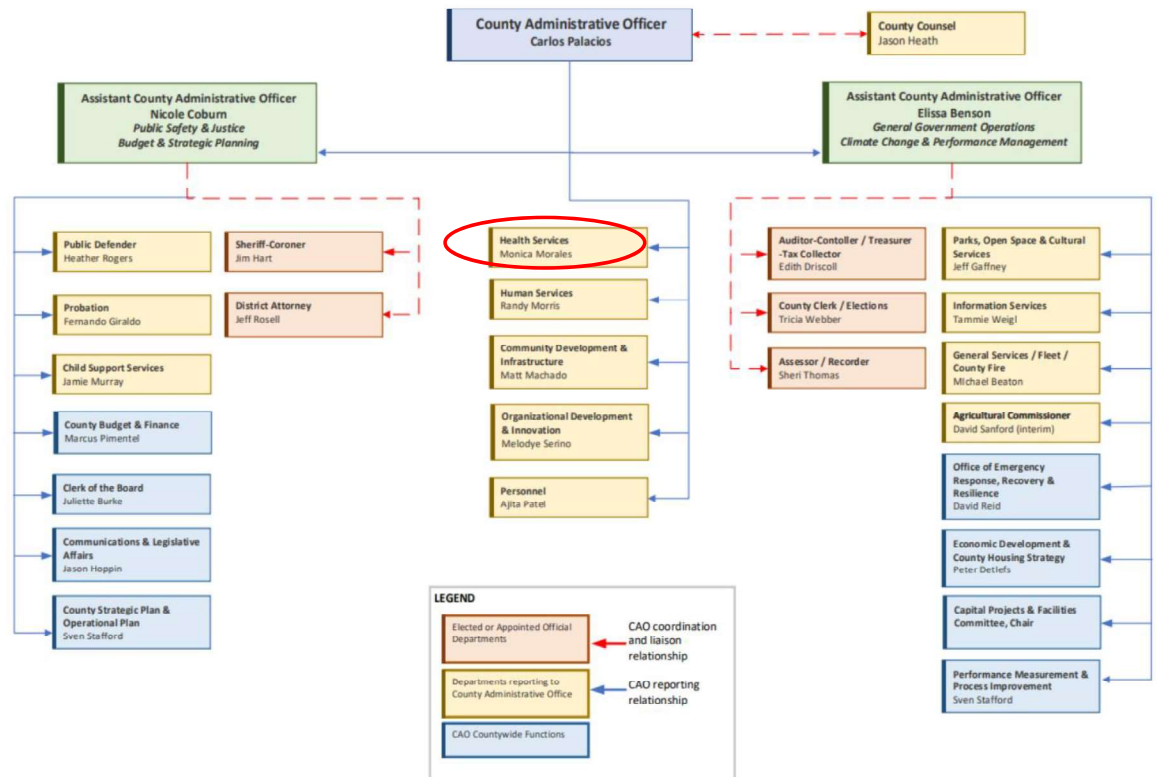 County Administrative Officer
Carlos Palacios
County Counsel
Jason Heath
Assistant County Administrative Officer
Nicole Coburn
Public Safety & Justice
Budget & Strategic Planning
Assistant County Administrative Officer
Elissa Benson
General Government Operations
Climate Change & Performance Management
Public Defender
Heather Rogers
Probation
Fernando Giraldo
Child Support Services
Jamie Murray
County Budget & Finance
Marcus Pimentel
Clerk of the Board
Juliette Burke
Communications & Legislative
Affairs
Jason Hoppin
County Strategic Plan &
Operational Plan
Sven Stafford
Sheriff-Coroner
Jim Hart
District Attorney
Jeff Rosell
Health Services
Monica Morales
Human Services
Randy Morris
Community Development &
Infrastructure
Matt Machado
Organizational Development
& Innovation
Melodye Serino
Personnel
Ajita Patel
Auditor-Contoller / Treasurer
-Tax Collector
Edith Driscoll
County Clerk / Elections
Tricia Webber
Assessor / Recorder
Sheri Thomas
Parks, Open Space & Cultural
Services
Jeff Gaffney
Information Services
Tammie Weigl
General Services / Fleet /
County Fire
Michael Beaton
Agricultural Commissioner
David Sanford (interim)
Office of Emergency
Response, Recovery &
Resilience
David Reid
Economic Development &
County Housing Strategy
Peter Detlefs
Capital Projects & Facilities
Committee, Chair
Performance Measurement &
Process Improvement
Sven Stafford
LEGEND
Elected or Appointed Official
Departments
CAO coordination
and liaison
relationship
Departments reporting to
County Administrative Office
CAO reporting
relationship
CAO Countywide Functions